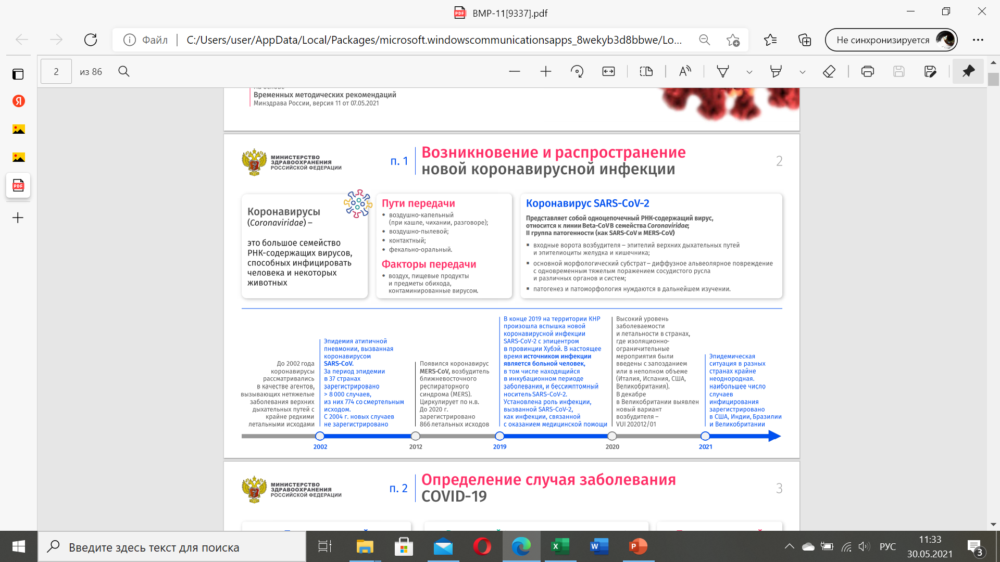 BMP-11[9337].pdf
Файл
C:/Users/user/AppData/Local/Packages/microsoft.windowscommunicationsapps_8wekyb3d8bbwe/Lo...
Не синхронизируется
2
из 86
Временных методических рекомендаций
Минздрава России, версия 11 от 07.05.2021
МИНИСТЕРСТВО
ЗДРАВООХРАНЕНИЯ
РОССИЙСКОЙ ФЕДЕРАЦИИ
п. 1
Возникновение и распространение
новой коронавирусной инфекции
2
Коронавирусы
(Coronaviridae) –
это большое семейство
РНК-содержащих вирусов,
способных инфицировать
человека и некоторых
животных
Пути передачи
• воздушно-капельный
(при кашле, чихании, разговоре);
• воздушно-пылевой;
• контактный;
• фекально-оральный.
Факторы передачи
• воздух, пищевые продукты
и предметы обихода,
контаминированные вирусом.
Коронавирус SARS-CoV-2
Представляет собой одноцепочечный РНК-содержащий вирус,
относится к линии Beta-CoV B семейства Coronaviridae;
II группа патогенности (как SARS-CoV и MERS-CoV)
▪ входные ворота возбудителя – эпителий верхних дыхательных путей
и эпителиоциты желудка и кишечника;
▪ основной морфологический субстрат – диффузное альвеолярное повреждение
с одновременным тяжелым поражением сосудистого русла
и различных органов и систем;
▪ патогенез и патоморфология нуждаются в дальнейшем изучении.
До 2002 года
коронавирусы
рассматривались
в качестве агентов,
вызывающих нетяжелые
заболевания верхних
дыхательных путей с
крайне редкими
летальными исходами
Эпидемия атипичной
пневмонии, вызванная
коронавирусом
SARS-CoV.
За период эпидемии
в 37 странах
зарегистрировано
> 8 000 случаев,
из них 774 со смертельным
исходом.
С 2004 г. новых случаев
не зарегистрировано
Появился коронавирус
MERS-CoV, возбудитель
ближневосточного
респираторного
синдрома (MERS).
Циркулирует по н.в.
До 2020 г.
зарегистрировано
866 летальных исходов
В конце 2019 на территории КНР
произошла вспышка новой
коронавирусной инфекции
SARS-CoV-2 с эпицентром
в провинции Хубэй. В настоящее
время источником инфекции
является больной человек,
в том числе находящийся
в инкубационном периоде
заболевания, и бессимптомный
носитель SARS-CoV-2.
Установлена роль инфекции,
вызванной SARS-CoV-2,
как инфекции, связанной
с оказанием медицинской помощи
Высокий уровень
заболеваемости
и летальности в странах,
где изоляционно-
ограничительные
мероприятия были
введены с запозданием
или в неполном объеме
(Италия, Испания, США,
Великобритания).
В декабре
в Великобритании выявлен
новый вариант
возбудителя –
VUI 202012/01
Эпидемическая
ситуация в разных
странах крайне
неоднородная.
наибольшее число
случаев
инфицирования
зарегистрировано
в США, Индии, Бразилии
и Великобритании
2002
2012
2019
2020
2021
МИНИСТЕРСТВО
ЗДРАВООХРАНЕНИЯ
РОССИЙСКОЙ ФЕДЕРАЦИИ
п. 2
Определение случая заболевания
COVID-19
3
Введите здесь текст для поиска
РУС
11:33
30.05.2021
3